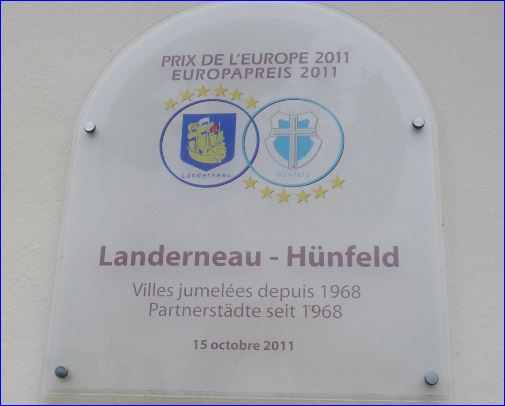 PRIX DE L'EUROPE 2011
EUROPAPREIS 2011
Landerneau
Hünfeld
Landerneau - Hünfeld
Villes jumelées depuis 1968
Partnerstädte seit 1968
15 octobre 2011